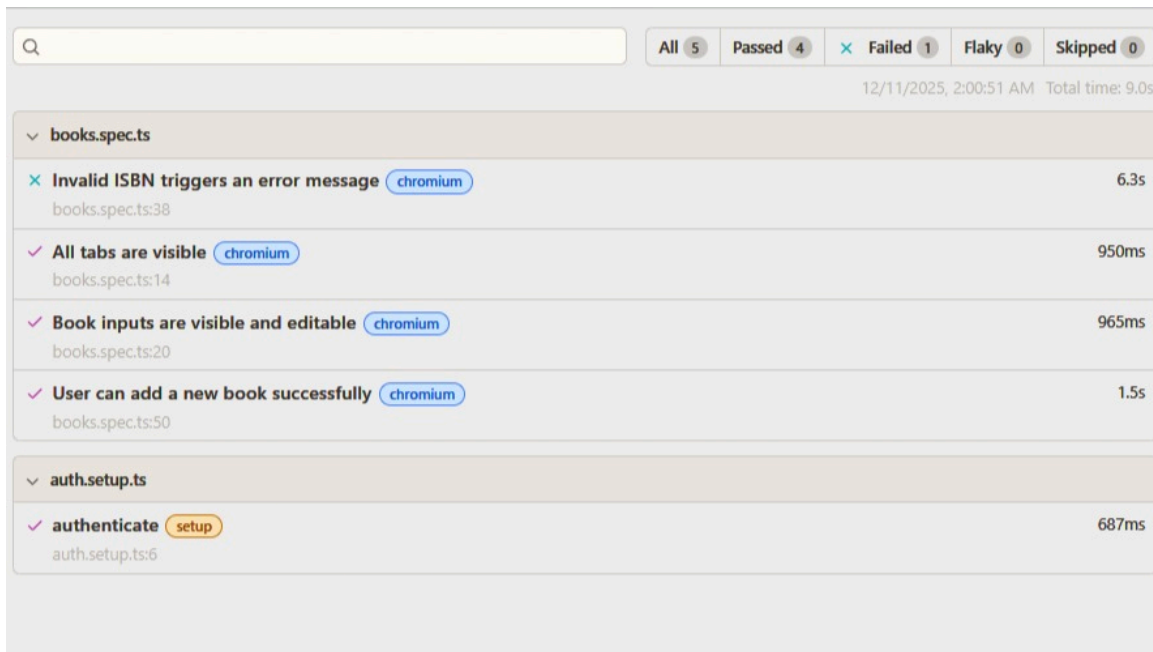 All 5 Passed 4 Failed 1 Flaky 0 Skipped 0
12/11/2025, 2:00:51 AM Total time: 9.0s
books.spec.ts
Invalid ISBN triggers an error message chromium 6.3s
books.spec.ts:38
All tabs are visible chromium 950ms
books.spec.ts:14
Book inputs are visible and editable chromium 965ms
books.spec.ts:20
User can add a new book successfully chromium 1.5s
books.spec.ts:50
auth.setup.ts
authenticate setup 687ms
auth.setup.ts:6